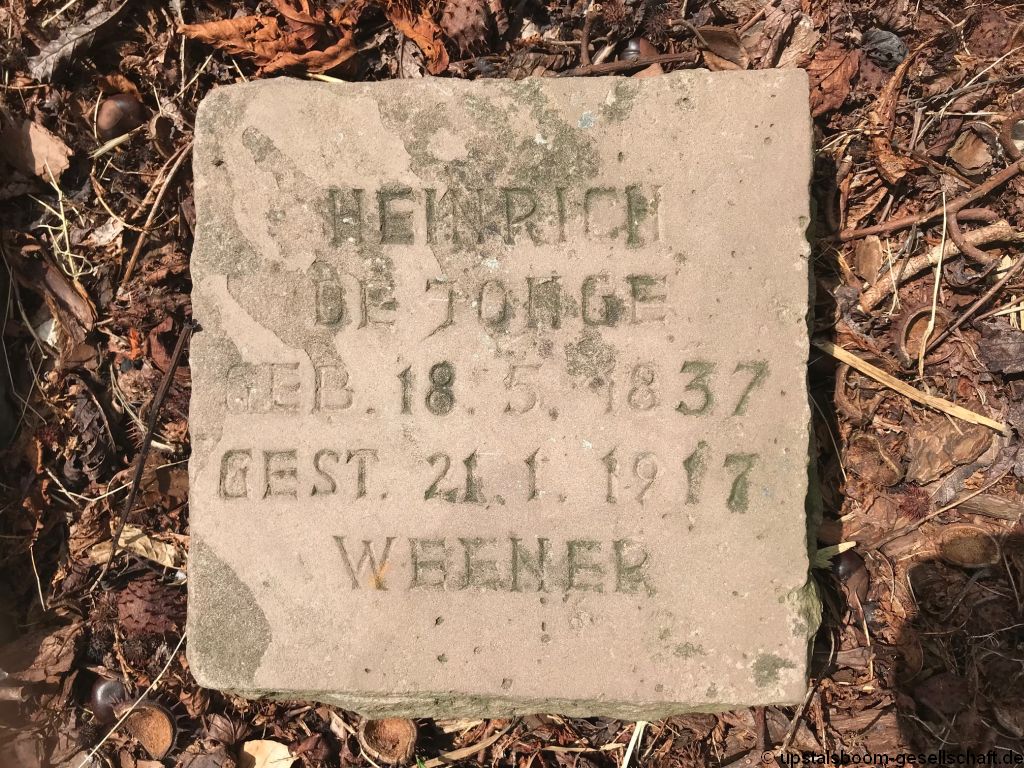 HEINRICH
DE JONGE
GEB. 18. 5. 1837
GEST. 21. 1. 1917
WEENER
© upstalsboom-gesellschaft.de